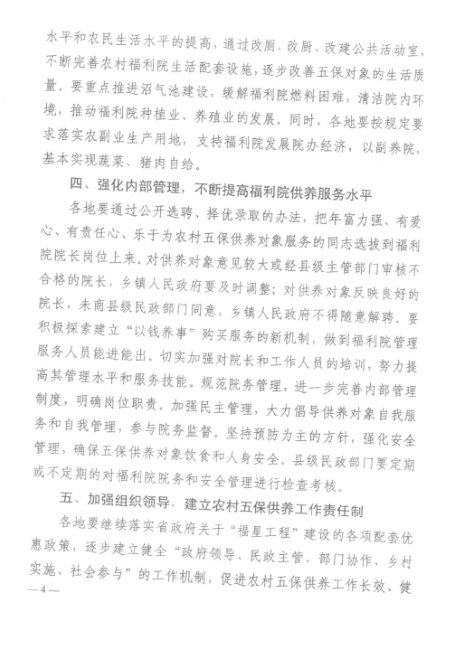 水平和农民生活水平的提高，通过改厕、改厨、改建公共活动室，
不断完善农村福利院生活配套设施，逐步改善五保对象的生活质
量。要重点推进沼气池建设，缓解福利院燃料困难，清洁院内环
境，推动福利院种植业、养殖业的发展。同时，各地要按规定要
求落实农副业生产用地，支持福利院发展院办经济，以副养院，
基本实现蔬菜、猪肉自给。
四、强化内部管理，不断提高福利院供养服务水平
各地要通过公开选聘、择优录取的办法，把年富力强、有爱
心、有责任心、乐于为农村五保供养对象服务的同志选拔到福利
院院长岗位上来。对供养对象意见较大或经县级主管部门审核不
合格的院长，乡镇人民政府要及时调整；对供养对象反映良好的
院长，未商县级民政部门同意，乡镇人民政府不得随意解聘。要
积极探索建立“以钱养事”购买服务的新机制，做到福利院管理
服务人员能进能出。切实加强对院长和工作人员的培训，努力提
高其管理水平和服务技能。规范院务管理，进一步完善内部管理
制度，明确岗位职责。加强民主管理，大力倡导供养对象自我服
务和自我管理，参与院务监督。坚持预防为主的方针，强化安全
管理，确保五保供养对象饮食和人身安全。县级民政部门要定期
或不定期的对福利院院务和安全管理进行检查考核。
五、加强组织领导，建立农村五保供养工作责任制
各地要继续落实省政府关于“福星工程”建设的各项配套优
惠政策，逐步建立健全“政府领导、民政主管、部门协作、乡村
实施、社会参与”的工作机制，促进农村五保供养工作长效、健
—4—